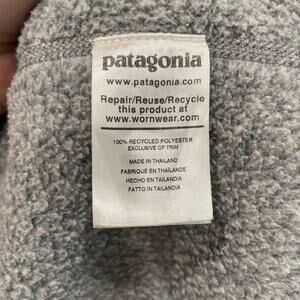 patagonia
www.patagonia.com
Repair/Reuse/Recycle
this product at
www.wornwear.com
100% RECYCLED POLYESTER
EXCLUSIVE OF TRIM
MADE IN THAILAND
FABRIQUÉ EN THAÏLANDE
HECHO EN TAILANDIA
FATTO IN TAILANDIA